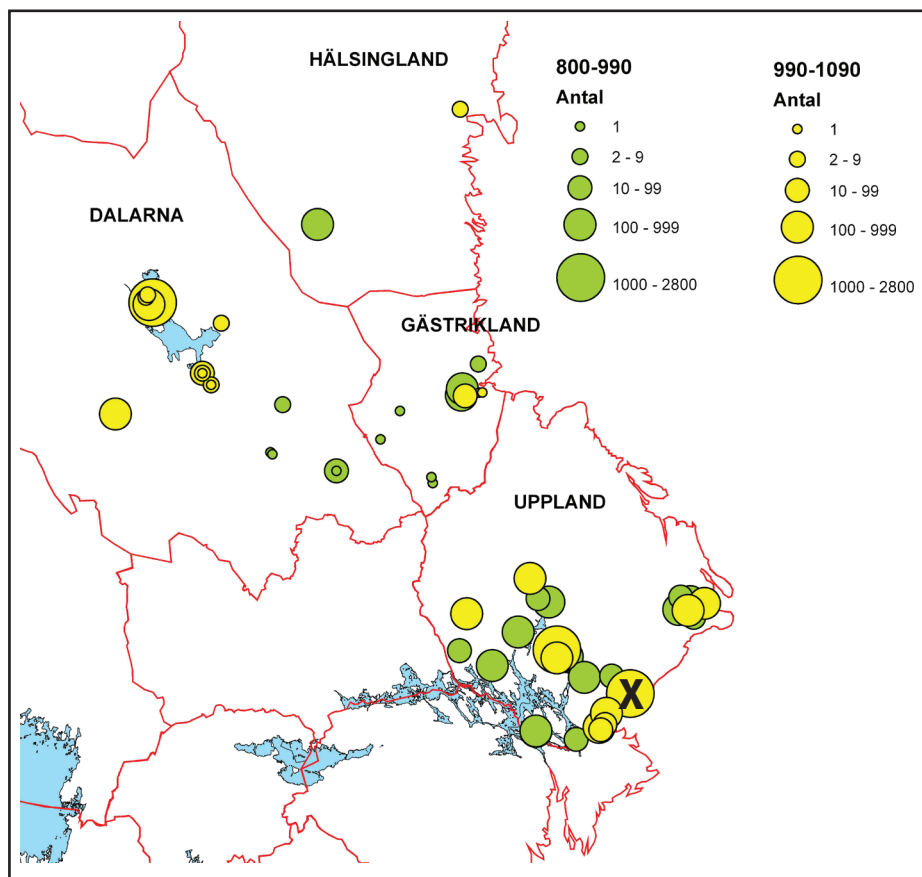 HÄLSINGLAND
800-990
Antal
1
2 - 9
10 - 99
100 - 999
1000 - 2800
990-1090
Antal
1
2 - 9
10 - 99
100 - 999
1000 - 2800
DALARNA
GÄSTRIKLAND
UPPLAND
X